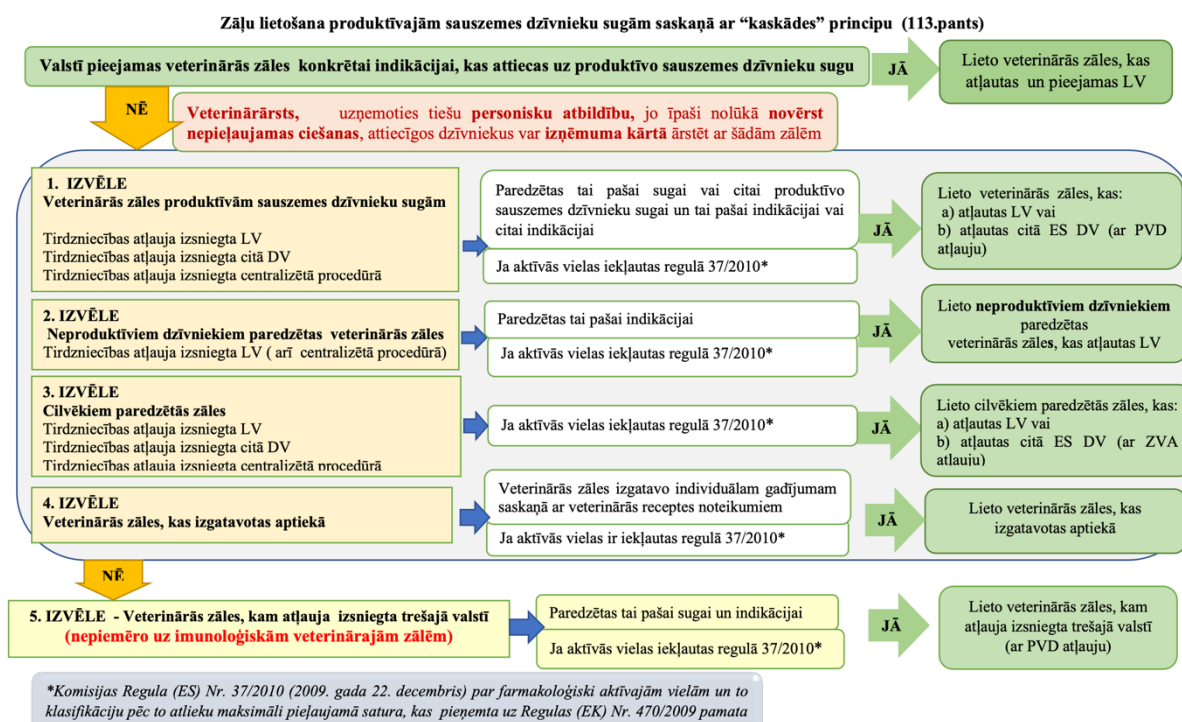 Zāļu lietošana produktīvajām sauszemes dzīvnieku sugām saskaņā ar “kaskādes” principu (113.pants)
Valstī pieejamas veterinārās zāles konkrētai indikācijai, kas attiecas uz produktīvo sauszemes dzīvnieku sugu
JĀ
Lieto veterinārās zāles, kas
atļautas un pieejamas LV
NĒ
Veterinārārsts, uzņemoties tiešu personisku atbildību, jo īpaši nolūkā novērst
nepieļaujamas ciešanas, attiecīgos dzīvniekus var izņēmuma kārtā ārstēt ar šādām zālēm
1. IZVĒLE
Veterinārās zāles produktīvām sauszemes dzīvnieku sugām
Tirdzniecības atļauja izsniegta LV
Tirdzniecības atļauja izsniegta citā DV
Tirdzniecības atļauja izsniegta centralizētā procedūrā
Paredzētas tai pašai sugai vai citai produktīvo
sauszemes dzīvnieku sugai un tai pašai indikācijai vai
citai indikācijai
Ja aktīvās vielas iekļautas regulā 37/2010*
JĀ
Lieto veterinārās zāles, kas:
a) atļautas LV vai
b) atļautas citā ES DV (ar PVD
atļauju)
2. IZVĒLE
Neproduktīviem dzīvniekiem paredzētas veterinārās zāles
Tirdzniecības atļauja izsniegta LV ( arī centralizētā procedūrā)
Paredzētas tai pašai indikācijai
Ja aktīvās vielas iekļautas regulā 37/2010*
JĀ
Lieto neproduktīviem dzīvniekiem
paredzētas
veterinārās zāles, kas atļautas LV
3. IZVĒLE
Cilvēkiem paredzētās zāles
Tirdzniecības atļauja izsniegta LV
Tirdzniecības atļauja izsniegta citā DV
Tirdzniecības atļauja izsniegta centralizētā procedūrā
Ja aktīvās vielas iekļautas regulā 37/2010*
JĀ
Lieto cilvēkiem paredzētās zāles, kas:
a) atļautas LV vai
b) atļautas citā ES DV (ar ZVA
atļauju)
4. IZVĒLE
Veterinārās zāles, kas izgatavotas aptiekā
Veterinārās zāles izgatavo individuālam gadījumam
saskaņā ar veterinārās receptes noteikumiem
Ja aktīvās vielas ir iekļautas regulā 37/2010*
JĀ
Lieto veterinārās zāles, kas
izgatavotas aptiekā
NĒ
5. IZVĒLE - Veterinārās zāles, kam atļauja izsniegta trešajā valstī
(nepiemēro uz imunoloģiskām veterinārajām zālēm)
Paredzētas tai pašai sugai un indikācijai
Ja aktīvās vielas iekļautas regulā 37/2010*
JĀ
Lieto veterinārās zāles, kam
atļauja izsniegta trešajā valstī
(ar PVD atļauju)
*Komisijas Regula (ES) Nr. 37/2010 (2009. gada 22. decembris) par farmakoloģiski aktīvajām vielām un to
klasifikāciju pēc to atlieku maksimāli pieļaujamā satura, kas pieņemta uz Regulas (EK) Nr. 470/2009 pamata